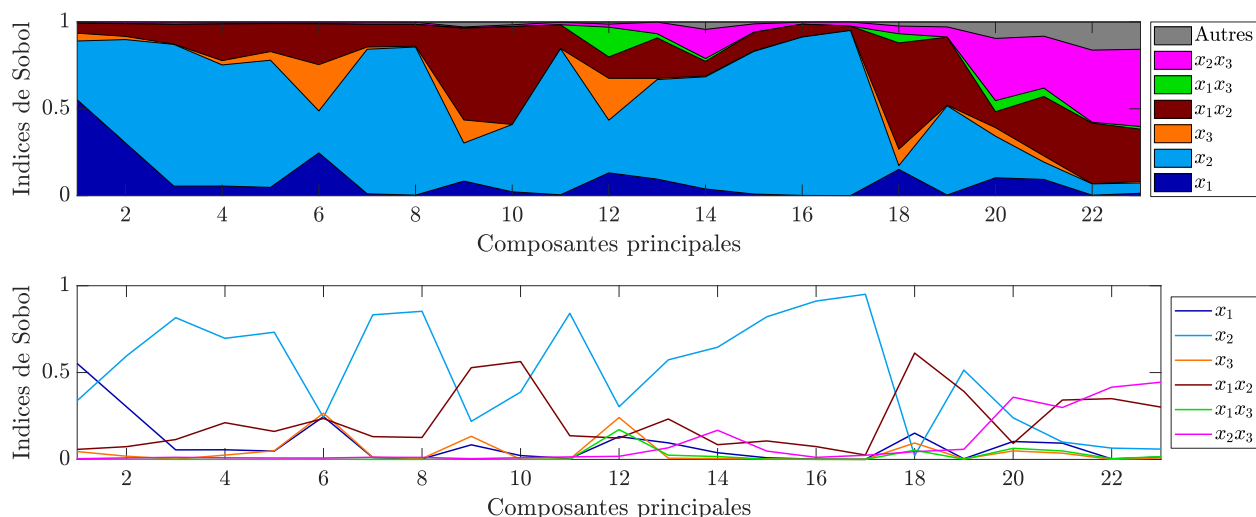 Indices de Sobol
1
0.5
0
2 4 6 8 10 12 14 16 18 20 22
Composantes principales
Autres
x₂x₃
x₁x₃
x₁x₂
x₃
x₂
x₁
Indices de Sobol
1
0.5
0
2 4 6 8 10 12 14 16 18 20 22
Composantes principales
x₁
x₂
x₃
x₁x₂
x₁x₃
x₂x₃